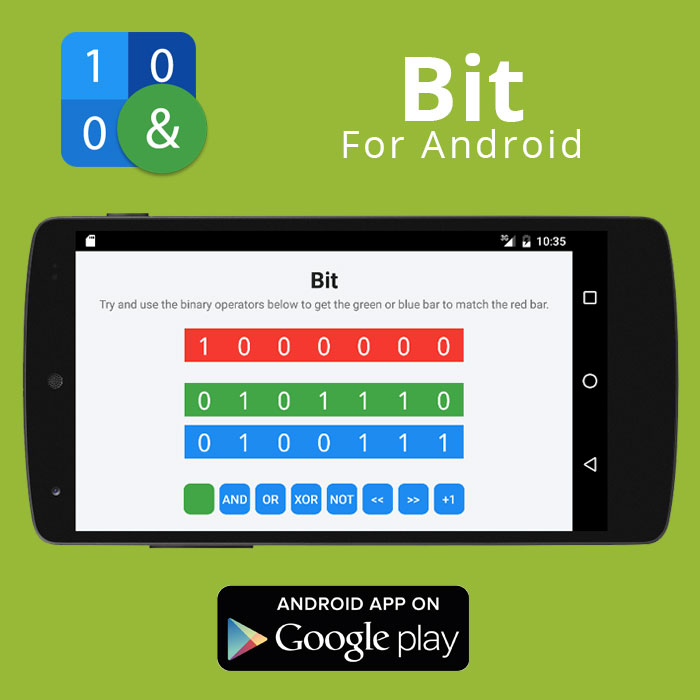 1 0
0 &
Bit
For Android
3G 10:35
Bit
Try and use the binary operators below to get the green or blue bar to match the red bar.
1 0 0 0 0 0 0
0 1 0 1 1 1 0
0 1 0 0 1 1 1
AND OR XOR NOT << >> +1
ANDROID APP ON
Google play